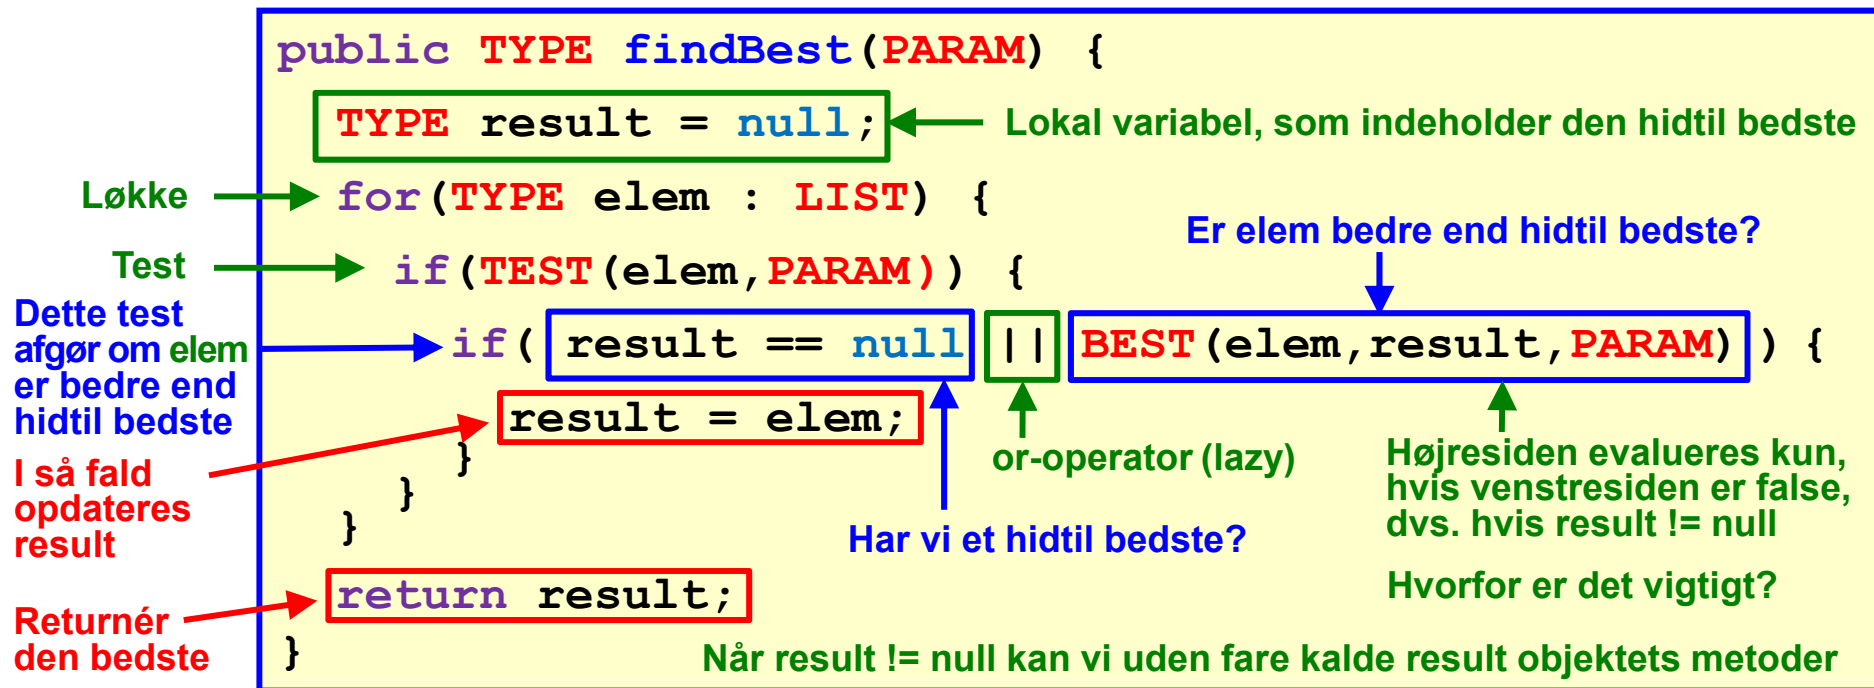 public TYPE findBest(PARAM) {
TYPE result = null;
Lokal variabel, som indeholder den hidtil bedste
Løkke
for(TYPE elem : LIST) {
Er elem bedre end hidtil bedste?
Test
if(TEST(elem,PARAM)) {
Dette test
afgør om elem
er bedre end
hidtil bedste
if( result == null || BEST(elem,result,PARAM) ) {
result = elem;
}
}
}
I så fald
opdateres
result
or-operator (lazy)
Har vi et hidtil bedste?
Højresiden evalueres kun,
hvis venstresiden er false,
dvs. hvis result != null
Hvorfor er det vigtigt?
return result;
Returnér
den bedste
}
Når result != null kan vi uden fare kalde result objektets metoder